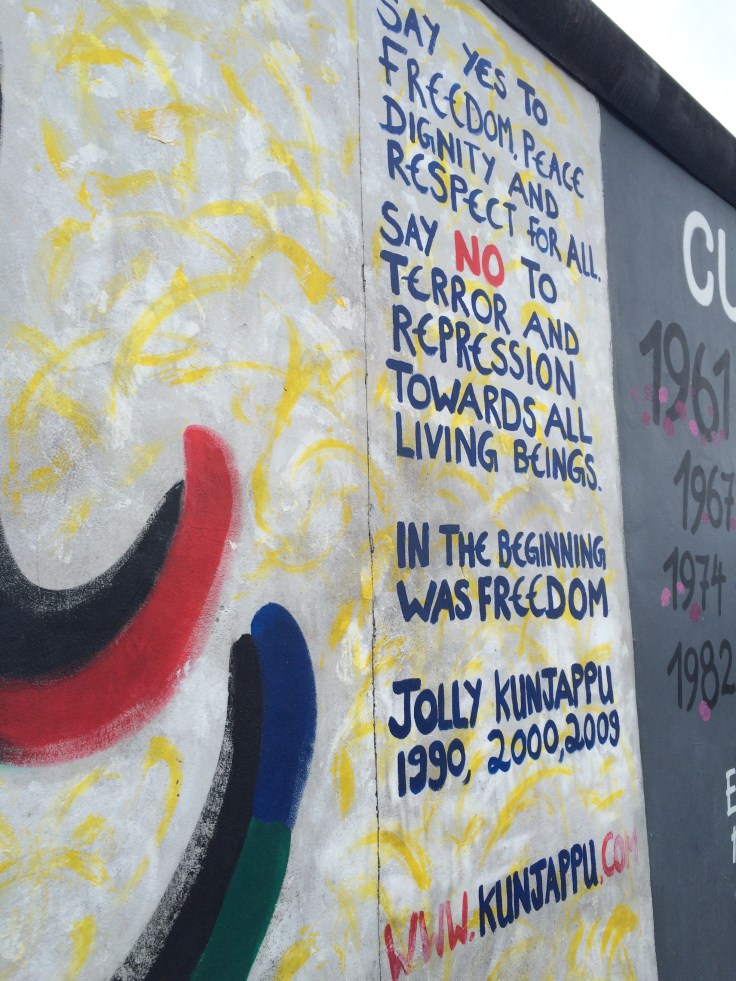 SAY YES TO
FREEDOM, PEACE
DIGNITY AND
RESPECT FOR ALL.
SAY NO TO
TERROR AND
REPRESSION
TOWARDS ALL
LIVING BEINGS.
IN THE BEGINNING
WAS FREEDOM
JOLLY KUNJAPPU
1990, 2000, 2009
WWW.KUNJAPPU.COM
CU
1961
1967
1974
1982